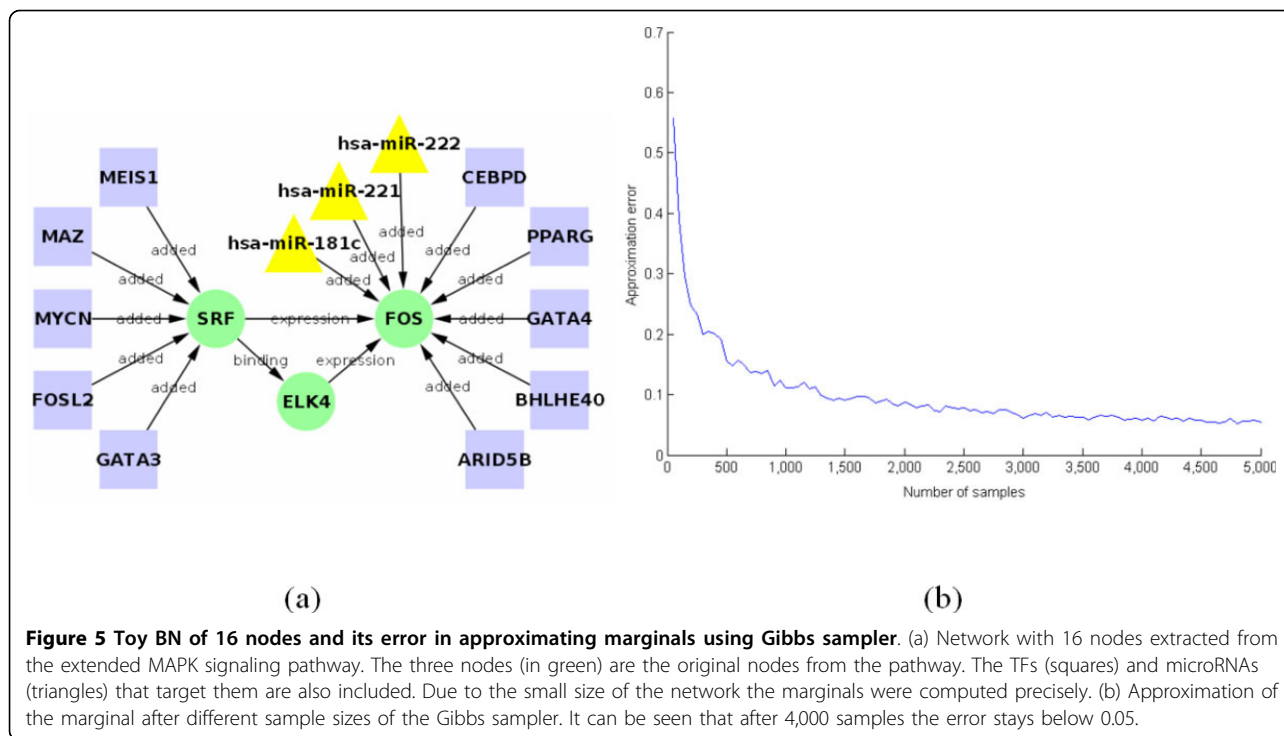 hsa-miR-222
MEIS1
CEBPD
hsa-miR-221
MAZ
PPARG
hsa-miR-181c
added
added
added
added
added
added
added
MYCN
added
SRF
expression
FOS
added
GATA4
added
binding
expression
added
FOSL2
added
ELK4
added
BHLHE40
GATA3
ARID5B
(a)
0.7
0.6
0.5
0.4
0.3
0.2
0.1
0
Approximation error
0
500
1,000
1,500
2,000
2,500
3,000
3,500
4,000
4,500
5,000
Number of samples
(b)
Figure 5 Toy BN of 16 nodes and its error in approximating marginals using Gibbs sampler. (a) Network with 16 nodes extracted from
the extended MAPK signaling pathway. The three nodes (in green) are the original nodes from the pathway. The TFs (squares) and microRNAs
(triangles) that target them are also included. Due to the small size of the network the marginals were computed precisely. (b) Approximation of
the marginal after different sample sizes of the Gibbs sampler. It can be seen that after 4,000 samples the error stays below 0.05.